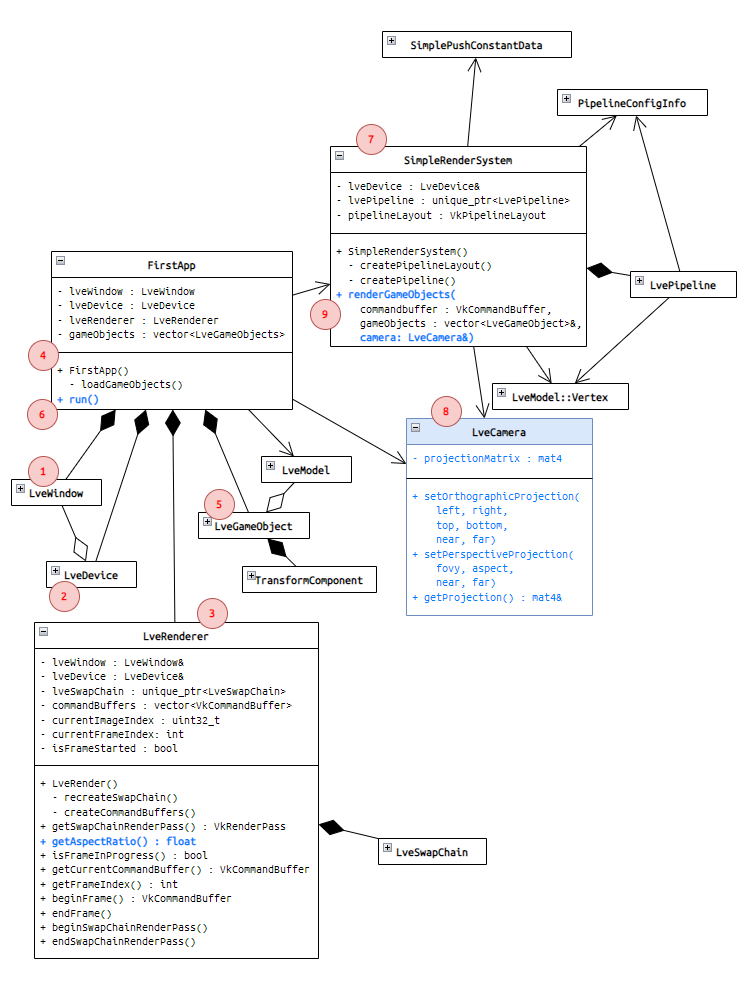 SimplePushConstantData
PipelineConfigInfo
7
SimpleRenderSystem
- lveDevice : LveDevice&
- lvePipeline : unique_ptr<LvePipeline>
- pipelineLayout : VkPipelineLayout
+ SimpleRenderSystem()
- createPipelineLayout()
- createPipeline()
+ renderGameObjects(
commandbuffer : VkCommandBuffer,
gameObjects : vector<LveGameObject>&,
camera: LveCamera&)
9
LvePipeline
FirstApp
- lveWindow : LveWindow
- lveDevice : LveDevice
- lveRenderer : LveRenderer
- gameObjects : vector<LveGameObjects>
4
+ FirstApp()
- loadGameObjects()
+ run()
6
LveModel::Vertex
8
LveCamera
- projectionMatrix : mat4
+ setOrthographicProjection(
left, right,
top, bottom,
near, far)
+ setPerspectiveProjection(
fovy, aspect,
near, far)
+ getProjection() : mat4&
1
LveWindow
LveModel
5
LveGameObject
LveDevice
2
TransformComponent
3
LveRenderer
- lveWindow : LveWindow&
- lveDevice : LveDevice&
- lveSwapChain : unique_ptr<LveSwapChain>
- commandBuffers : vector<VkCommandBuffer>
- currentImageIndex : uint32_t
- currentFrameIndex: int
- isFrameStarted : bool
+ LveRender()
- recreateSwapChain()
- createCommandBuffers()
+ getSwapChainRenderPass() : VkRenderPass
+ getAspectRatio() : float
+ isFrameInProgress() : bool
+ getCurrentCommandBuffer() : VkCommandBuffer
+ getFrameIndex() : int
+ beginFrame() : VkCommandBuffer
+ endFrame()
+ beginSwapChainRenderPass()
+ endSwapChainRenderPass()
LveSwapChain